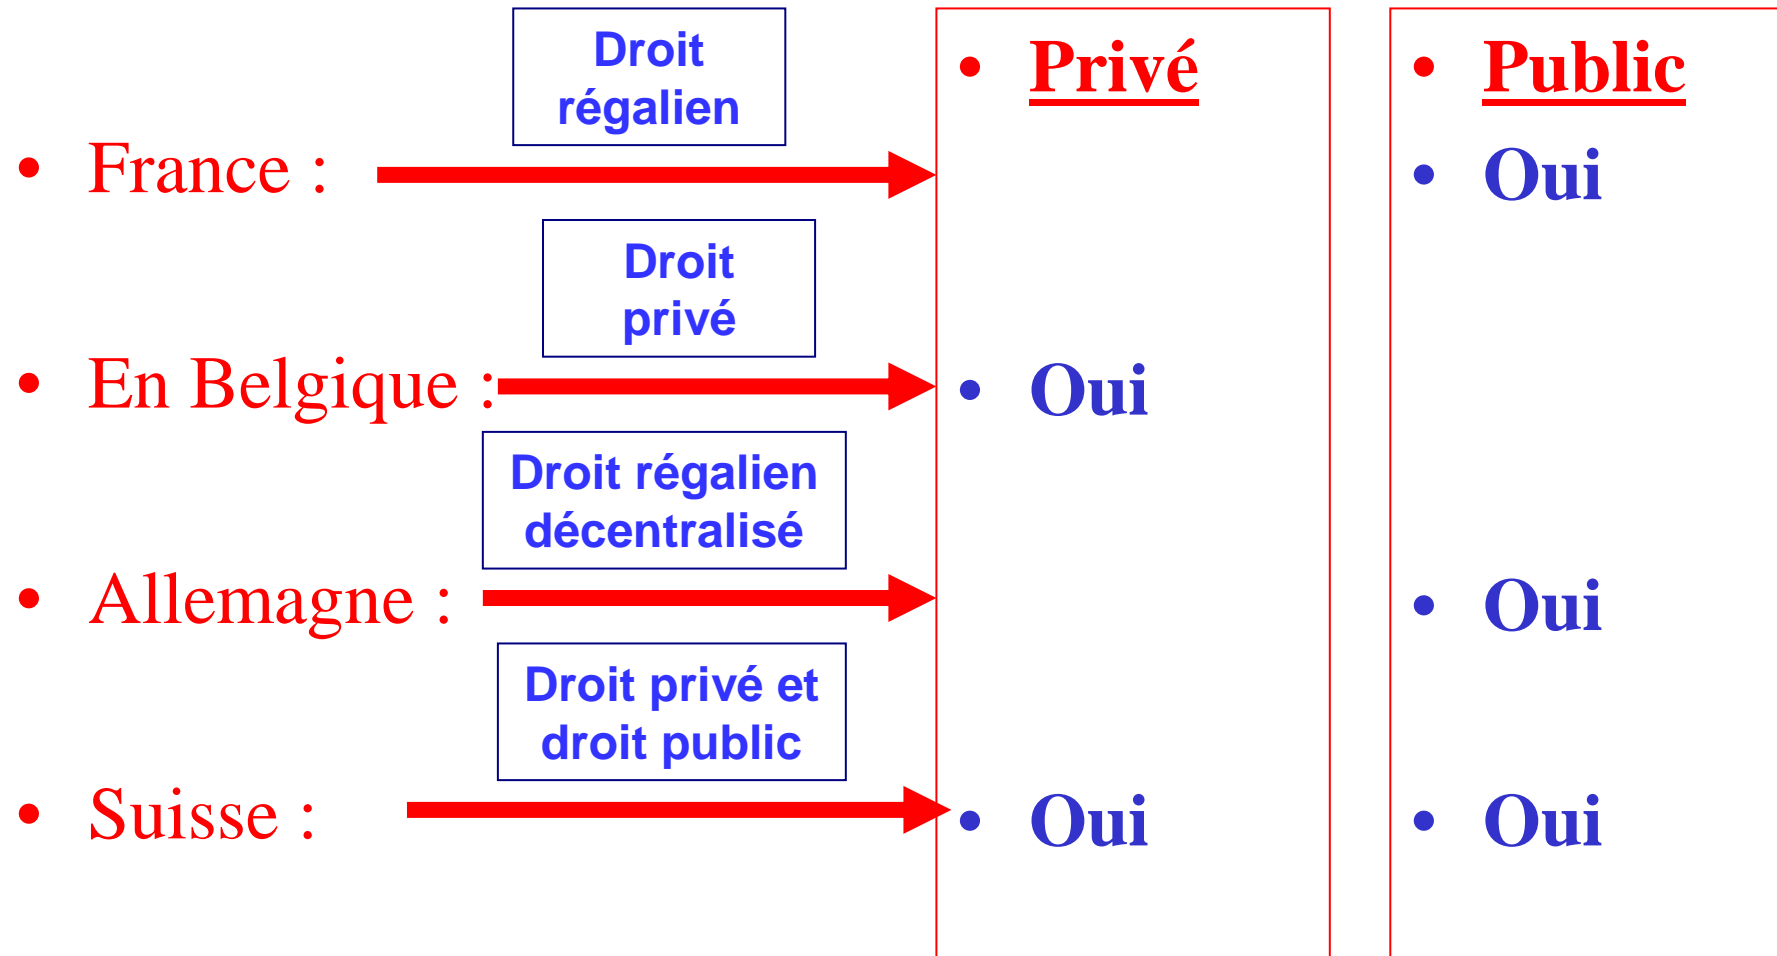 Droit
régalien
• Privé
• Public
• France :
• Oui
Droit
privé
• En Belgique :
• Oui
Droit régalien
décentralisé
• Allemagne :
• Oui
Droit privé et
droit public
• Suisse :
• Oui
• Oui